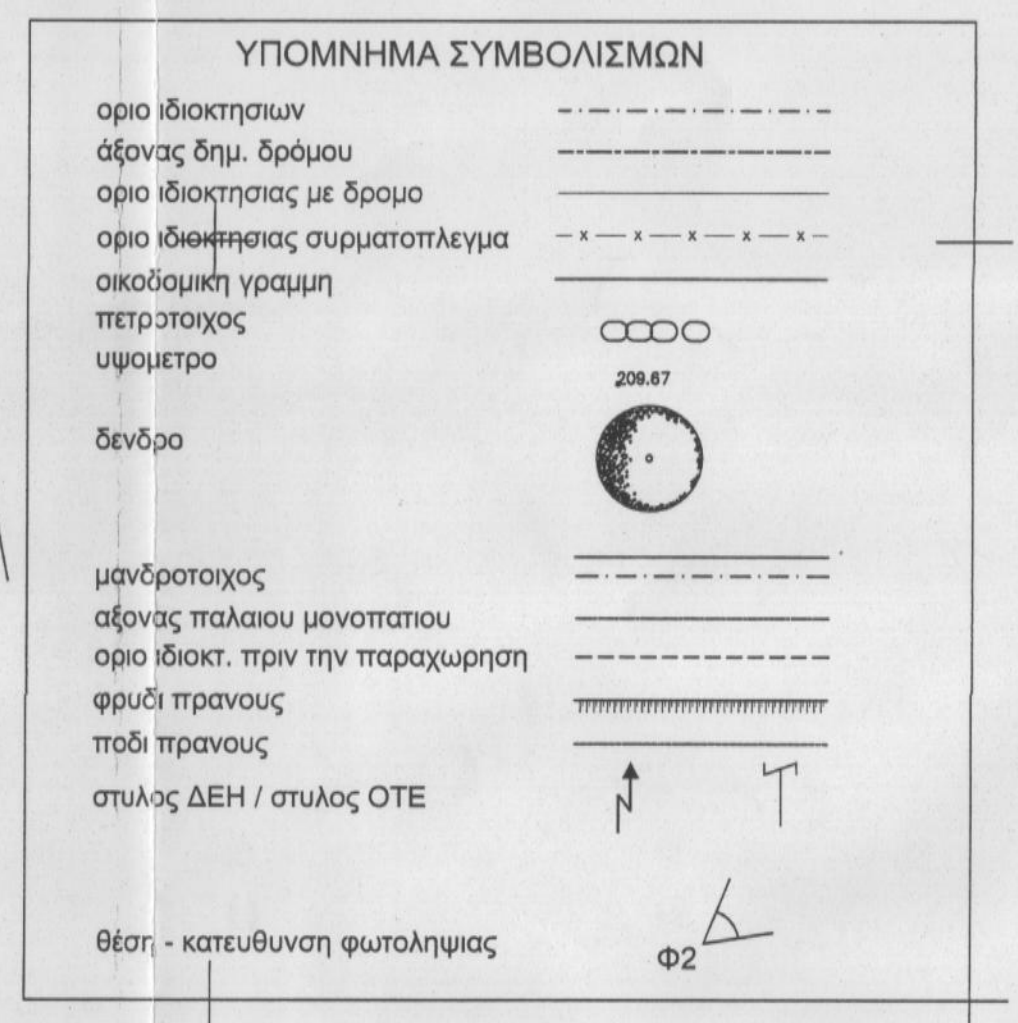 ΥΠΟΜΝΗΜΑ ΣΥΜΒΟΛΙΣΜΩΝ
οριο ιδιοκτησιων
άξονας δημ. δρόμου
οριο ιδιοκτησιας με δρομο
οριο ιδιοκτησιας συρματοπλεγμα
οικοδομικη γραμμη
πετροτοιχος
υψομετρο
209.67
δενδρο
μανδροτοιχος
αξονας παλαιου μονοπατιου
οριο ιδιοκτ. πριν την παραχωρηση
φρυδι πρανους
ποδι πρανους
στυλος ΔΕΗ / στυλος ΟΤΕ
θέση - κατευθυνση φωτοληψιας
Φ2